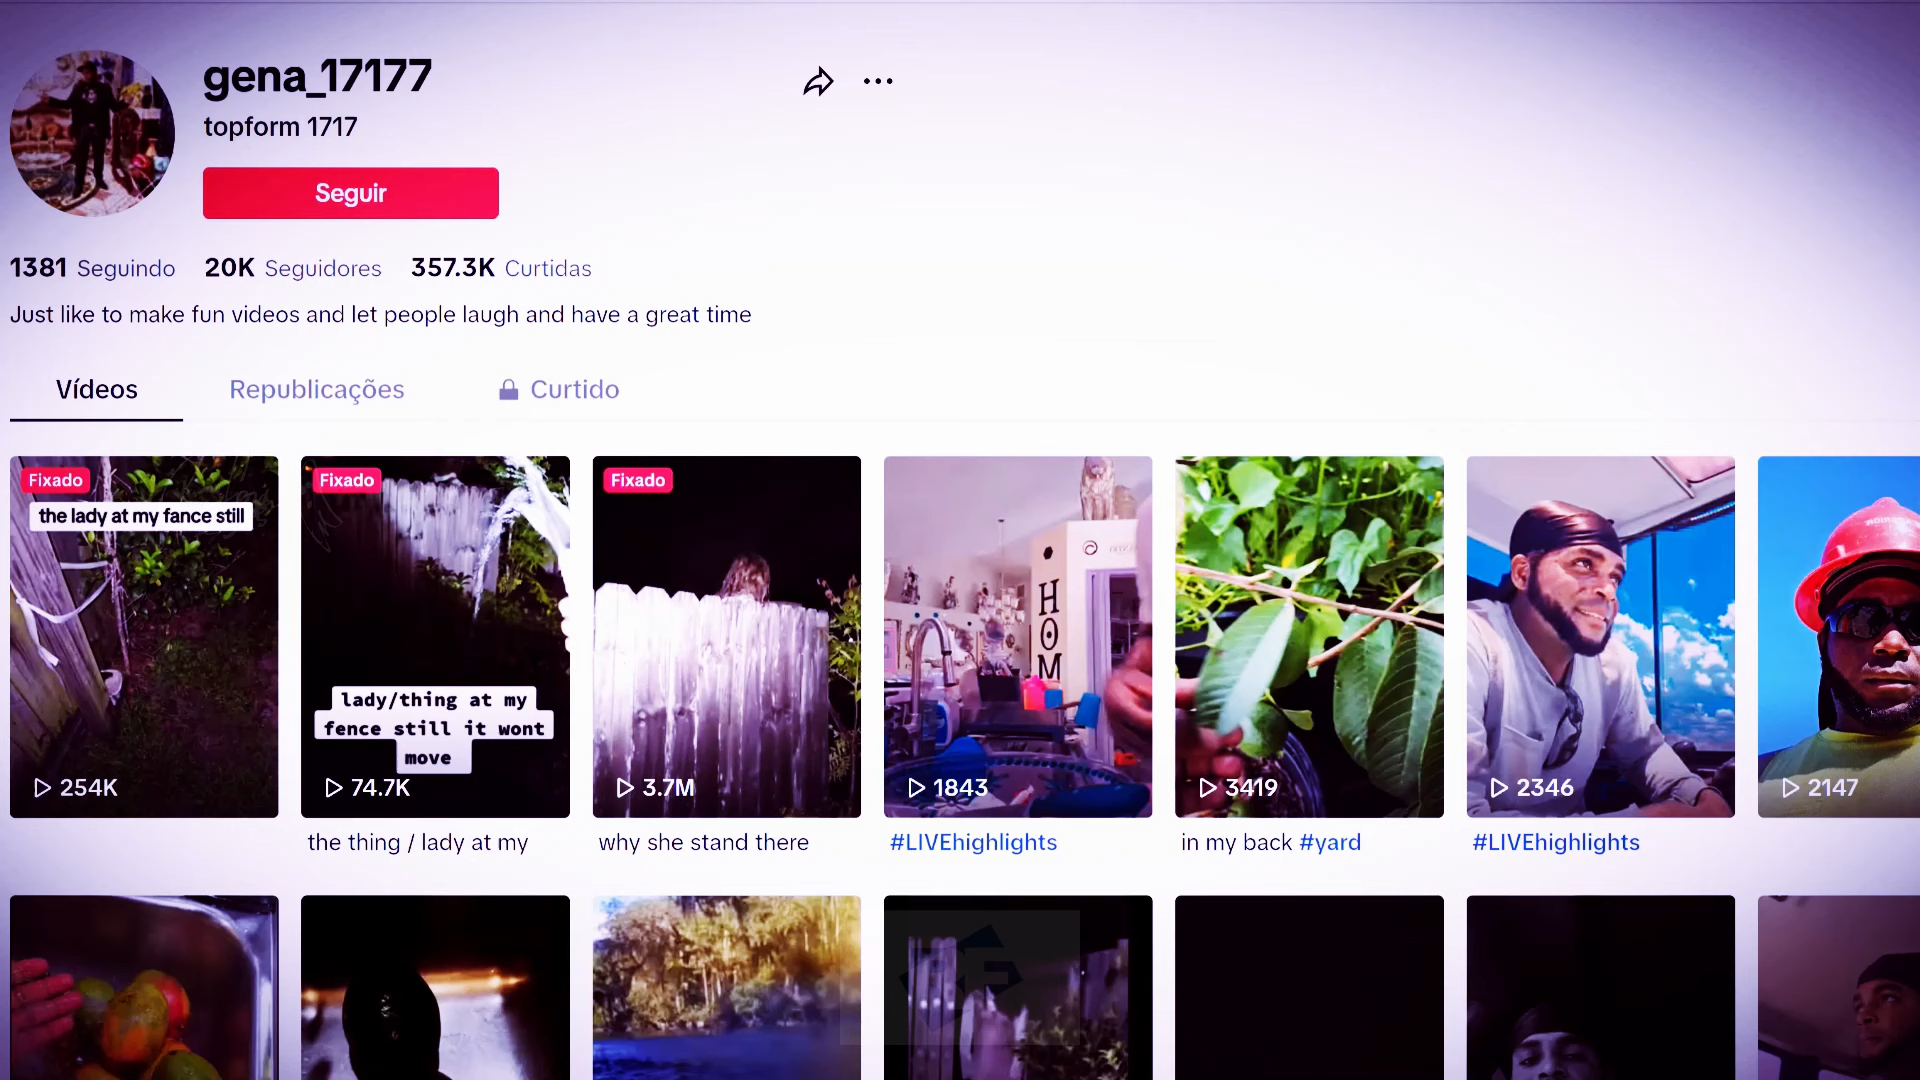 gena_17177
topform 1717
Seguir
1381 Seguindo 20K Seguidores 357.3K Curtidas
Just like to make fun videos and let people laugh and have a great time
Vídeos Republicações Curtido
Fixado
the lady at my fance still
254K
Fixado
lady/thing at my
fence still it wont
move
74.7K
the thing / lady at my
Fixado
3.7M
why she stand there
HOM
1843
#LIVEhighlights
3419
in my back #yard
2346
#LIVEhighlights
2147